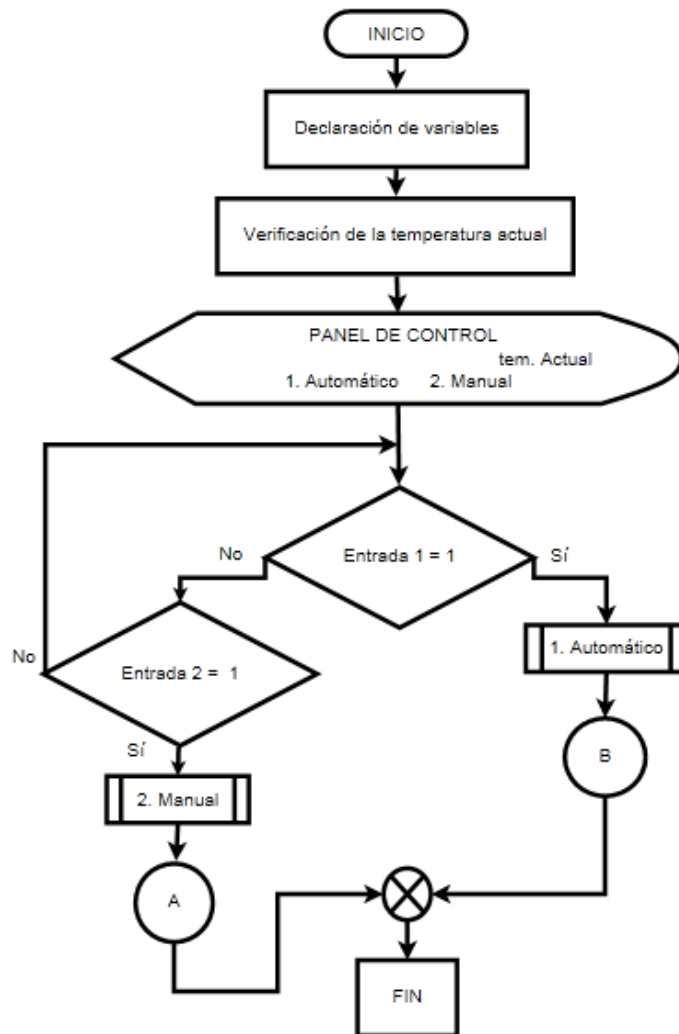 INICIO
Declaración de variables
Verificación de la temperatura actual
PANEL DE CONTROL
tem. Actual
1. Automático 2. Manual
No
Entrada 1 = 1
Sí
No
Entrada 2 = 1
1. Automático
Sí
B
2. Manual
A
FIN